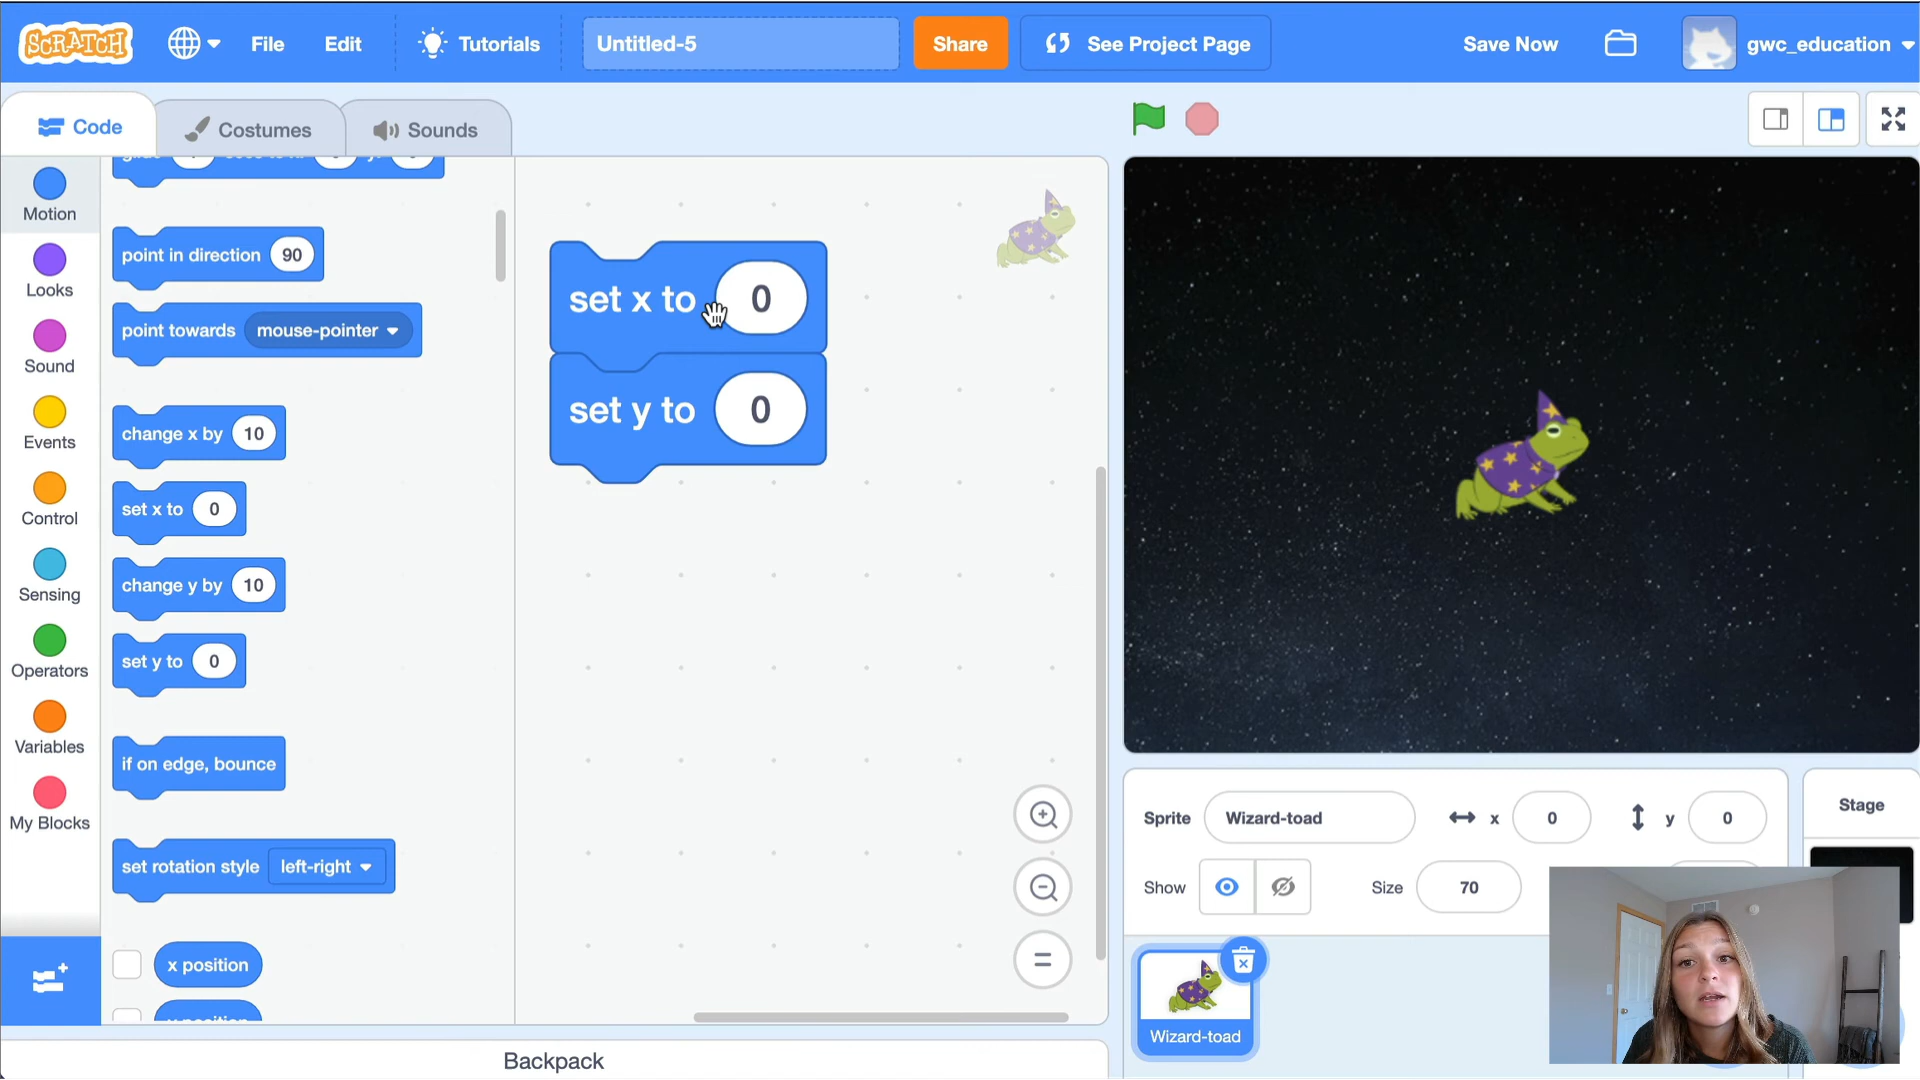 SCRATCH
File
Edit
Tutorials
Untitled-5
Share
See Project Page
Save Now
gwc_education
Code
Costumes
Sounds
Motion
Looks
Sound
Events
Control
Sensing
Operators
Variables
My Blocks
point in direction 90
point towards mouse-pointer
change x by 10
set x to 0
change y by 10
set y to 0
if on edge, bounce
set rotation style left-right
x position
set x to 0
set y to 0
Backpack
Sprite Wizard-toad x 0 y 0
Show Size 70
Wizard-toad
Stage